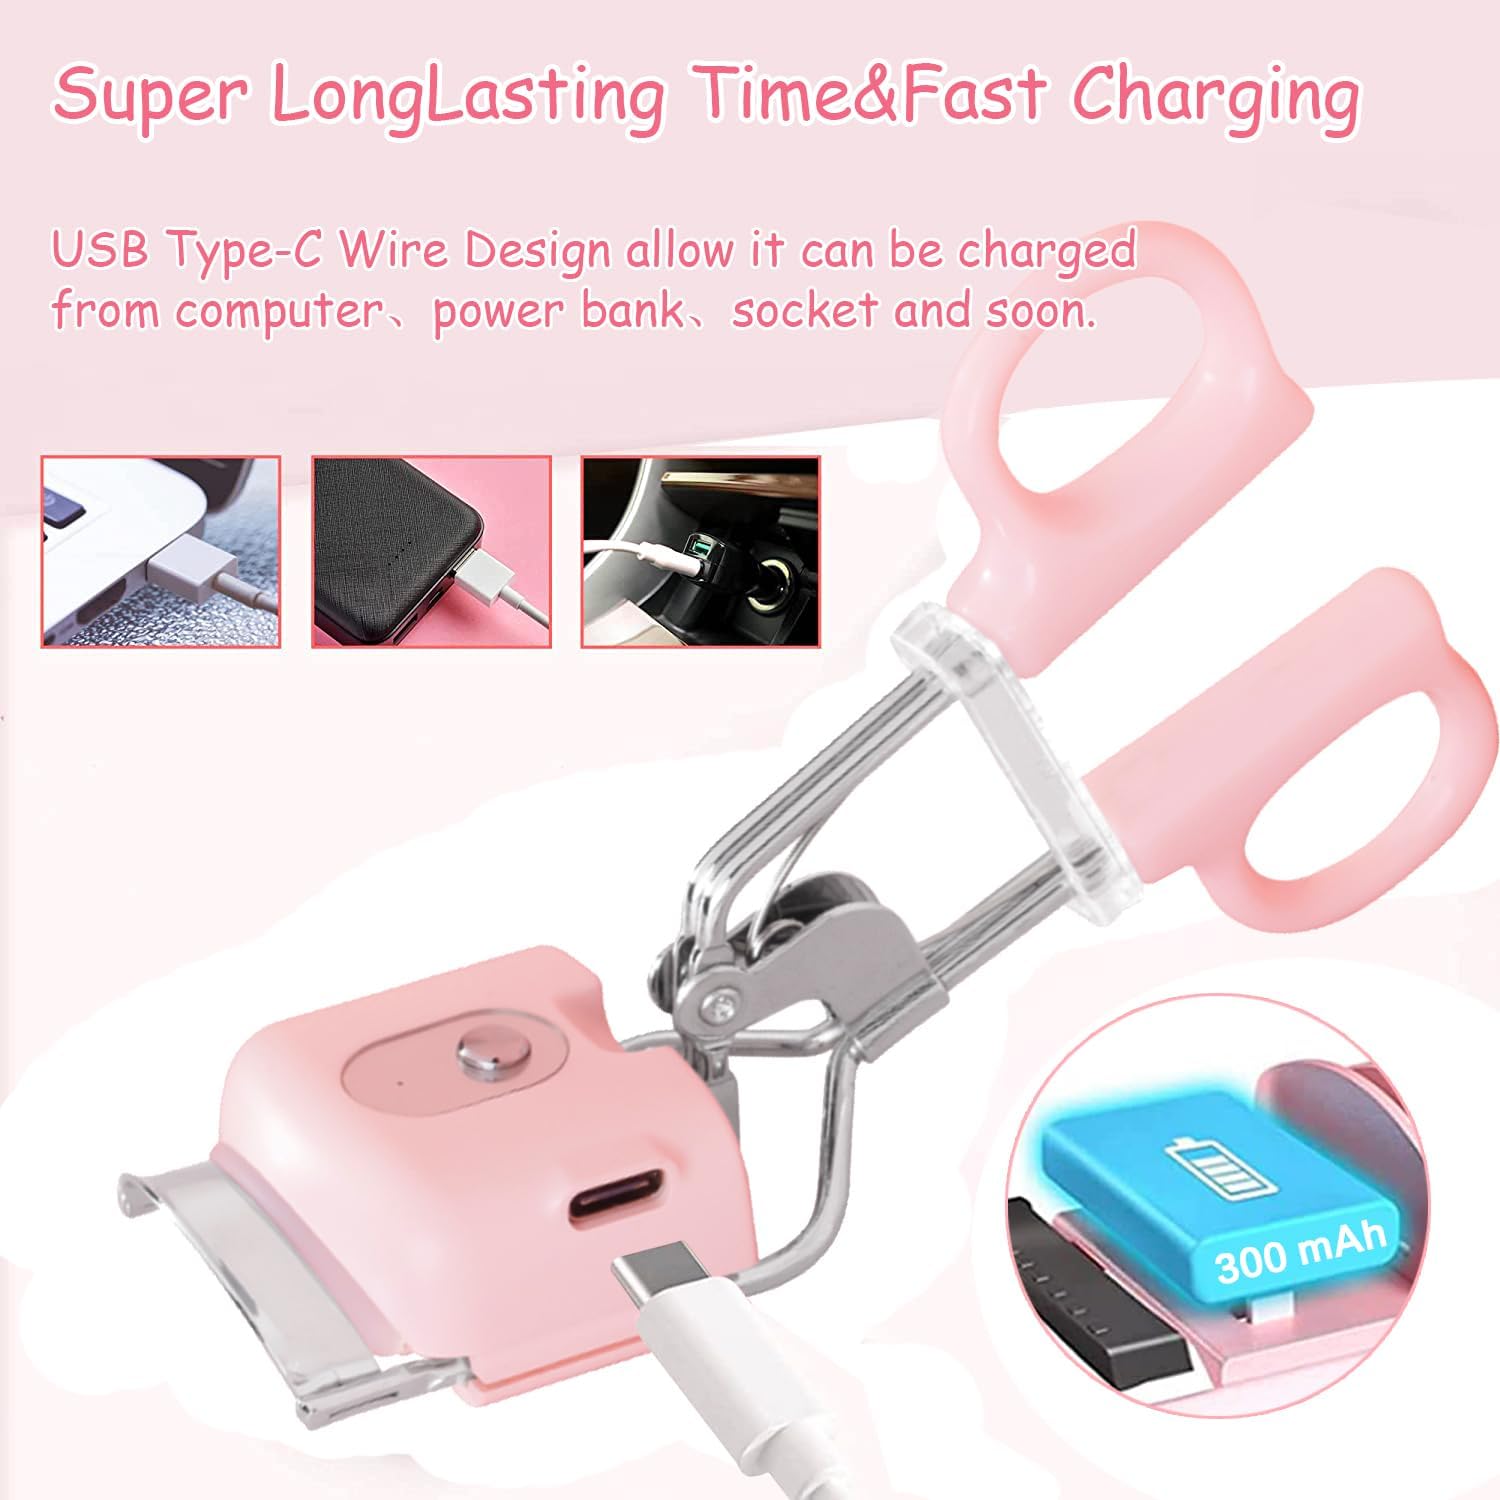 Super LongLasting Time&Fast Charging
USB Type-C Wire Design allow it can be charged
from computer、power bank、socket and soon.
300 mAh